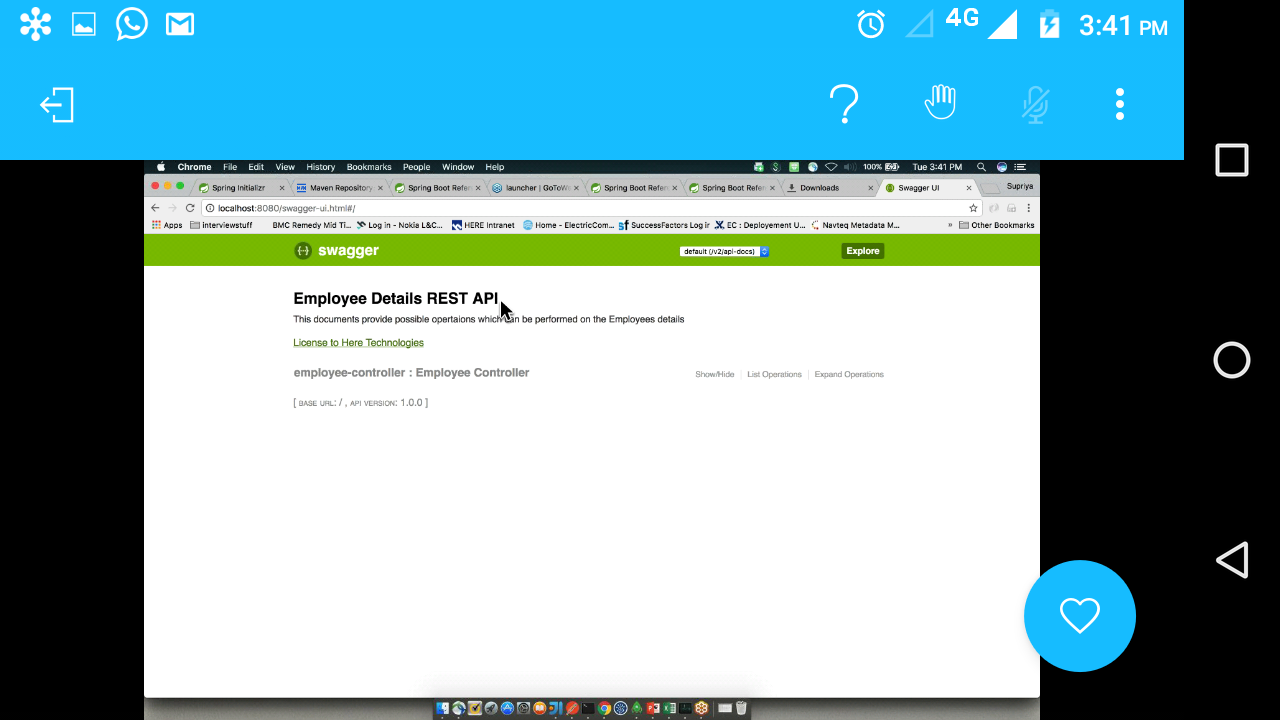 4G 3:41 PM
Chrome File Edit View History Bookmarks People Window Help 100% Tue 3:41 PM
Spring Initializr Maven Repository: Spring Boot Refer launcher | GoToWe Spring Boot Refer Spring Boot Refer Downloads Swagger UI Supriya
localhost:8080/swagger-ui.html#/
Apps interviewstuff BMC Remedy Mid Ti... Log in - Nokia L&C... HERE Intranet Home - ElectricCom... SuccessFactors Log ir EC : Deployement U... Navteq Metadata M... » Other Bookmarks
swagger default (/v2/api-docs) Explore
Employee Details REST API
This documents provide possible opertaions which can be performed on the Employees details
License to Here Technologies
employee-controller : Employee Controller Show/Hide List Operations Expand Operations
[ BASE URL: / , API VERSION: 1.0.0 ]